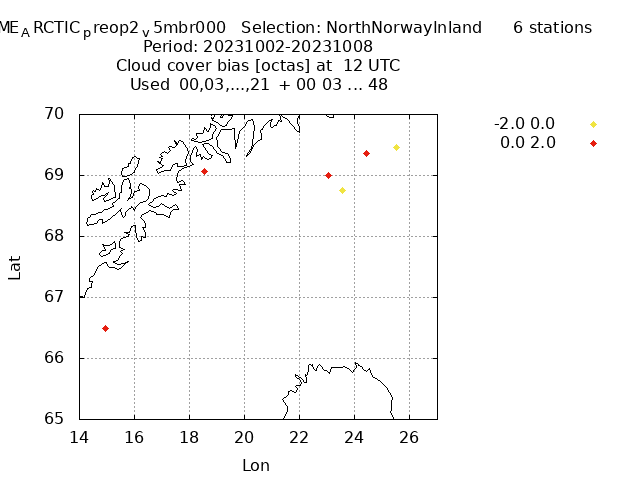 ME_ARCTIC_preop2_v5mbr000 Selection: NorthNorwayInland 6 stations
Period: 20231002-20231008
Cloud cover bias [octas] at 12 UTC
Used 00,03,...,21 + 00 03 ... 48
-2.0 0.0
0.0 2.0
70
69
68
67
66
65
Lat
14 16 18 20 22 24 26
Lon